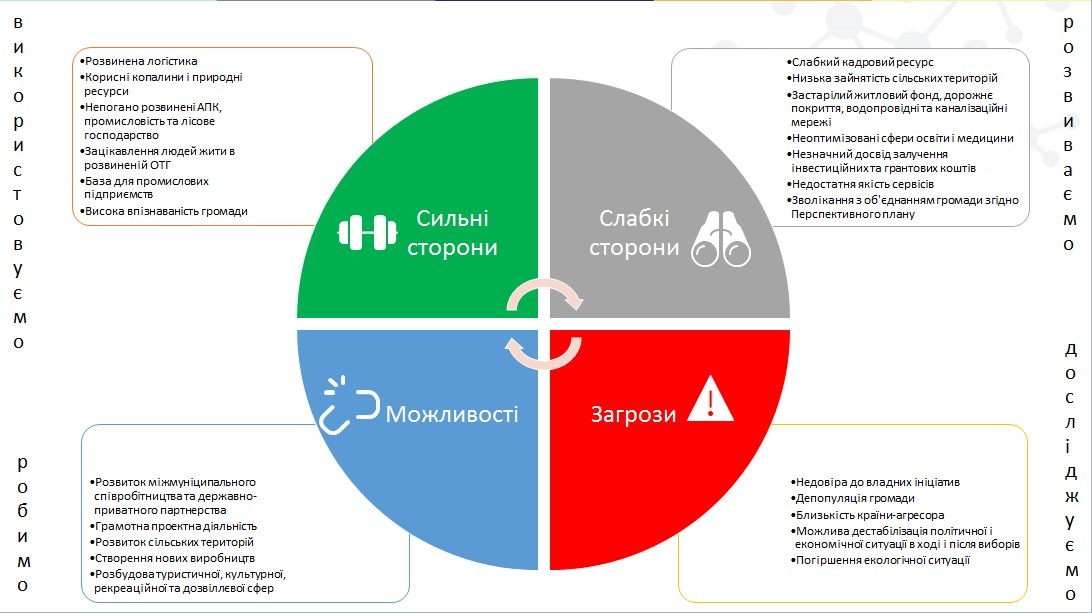 використовуємо
•Розвинена логістика
•Корисні копалини і природні
ресурси
•Непогано розвинені АПК,
промисловість та лісове
господарство
•Зацікавлення людей жити в
розвиненій ОТГ
•База для промислових
підприємств
•Висока впізнаваність громади
Сильні
сторони
Слабкі
сторони
•Слабкий кадровий ресурс
•Низька зайнятість сільських територій
•Застарілий житловий фонд, дорожнє
покриття, водопровідні та каналізаційні
мережі
•Неоптимізовані сфери освіти і медицини
•Незначний досвід залучення
інвестиційних та грантових коштів
•Недостатня якість сервісів
•Зволікання з об'єднанням громади згідно
Перспективного плану
розвиваємо
робимо
•Розвиток міжмуніципального
співробітництва та державно-
приватного партнерства
•Грамотна проектна діяльність
•Розвиток сільських територій
•Створення нових виробництв
•Розбудова туристичної, культурної,
рекреаційної та дозвіллєвої сфер
Можливості
Загрози
•Недовіра до владних ініціатив
•Депопуляція громади
•Близькість країни-агресора
•Можлива дестабілізація політичної і
економічної ситуації в ході і після виборів
•Погіршення екологічної ситуації
досліджуємо